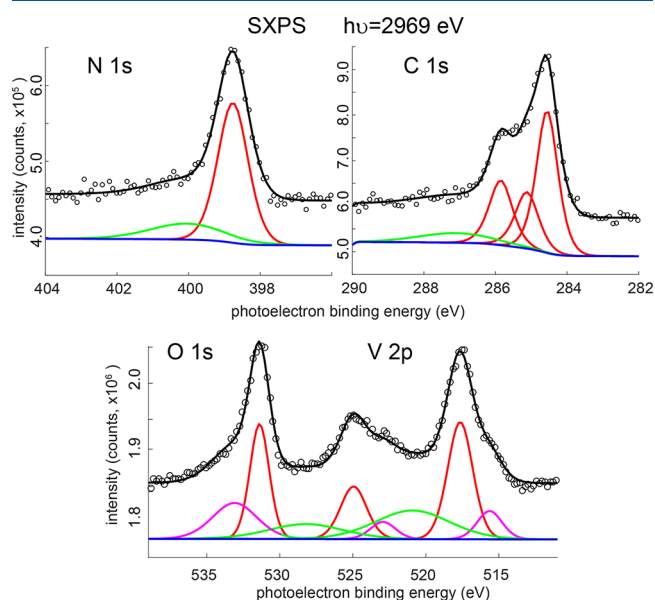 SXPS hυ=2969 eV
N 1s
C 1s
intensity (counts, x10⁵)
6.0
5.0
4.0
9.0
8.0
7.0
6.0
5.0
404 402 400 398
290 288 286 284 282
photoelectron binding energy (eV)
O 1s
V 2p
intensity (counts, x10⁶)
2.0
1.9
1.8
535 530 525 520 515
photoelectron binding energy (eV)